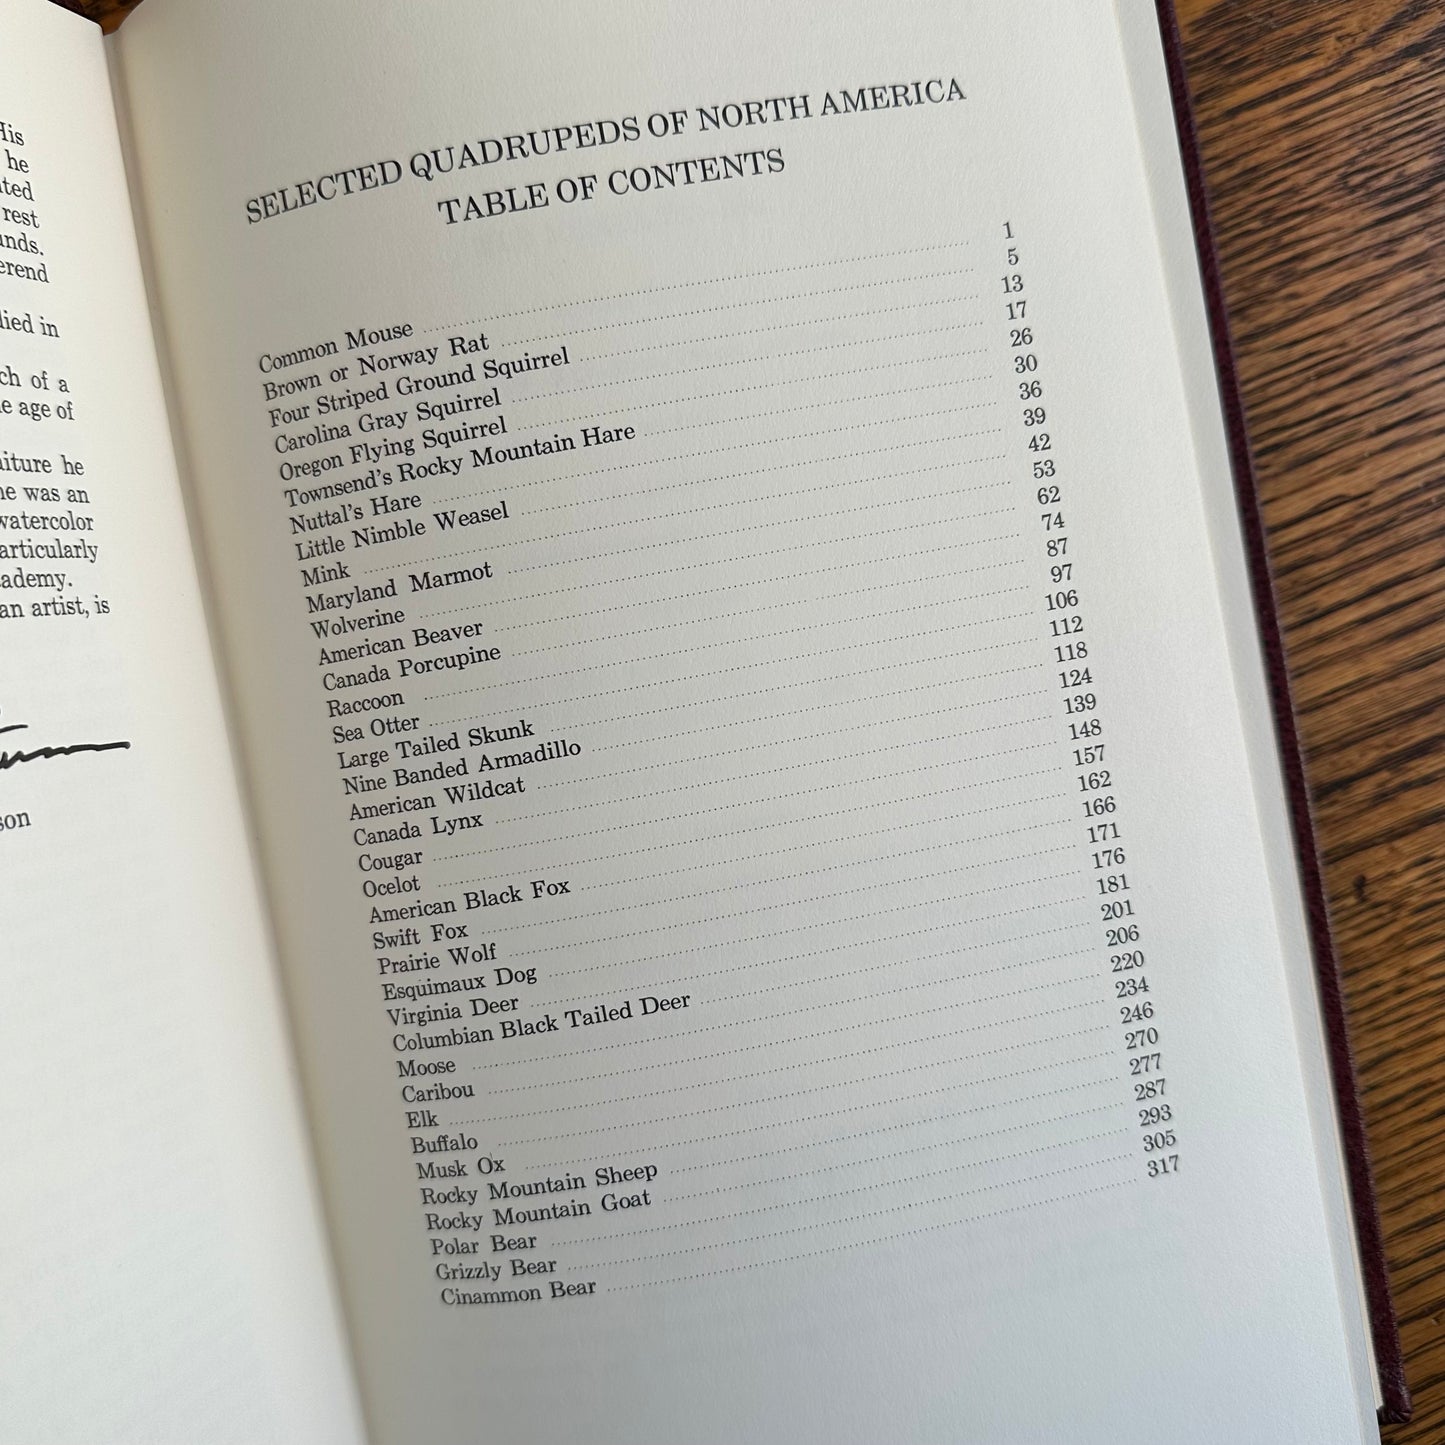 His
he
ted
rest
unds.
erend
lied in
ch of a
e age of
iture he
e was an
watercolor
articularly
ademy.
an artist, is
son
SELECTED QUADRUPEDS OF NORTH AMERICA
TABLE OF CONTENTS
Common Mouse 1
Brown or Norway Rat 5
Four Striped Ground Squirrel 13
Carolina Gray Squirrel 17
Oregon Flying Squirrel 26
Townsend's Rocky Mountain Hare 30
Nuttal's Hare 36
Little Nimble Weasel 39
Mink 42
Maryland Marmot 53
Wolverine 62
American Beaver 74
Canada Porcupine 87
Raccoon 97
Sea Otter 106
Large Tailed Skunk 112
Nine Banded Armadillo 118
American Wildcat 124
Canada Lynx 139
Cougar 148
Ocelot 157
American Black Fox 162
Swift Fox 166
Prairie Wolf 171
Esquimaux Dog 176
Virginia Deer 181
Columbian Black Tailed Deer 201
Moose 206
Caribou 220
Elk 234
Buffalo 246
Musk Ox 270
Rocky Mountain Sheep 277
Rocky Mountain Goat 287
Polar Bear 293
Grizzly Bear 305
Cinammon Bear 317